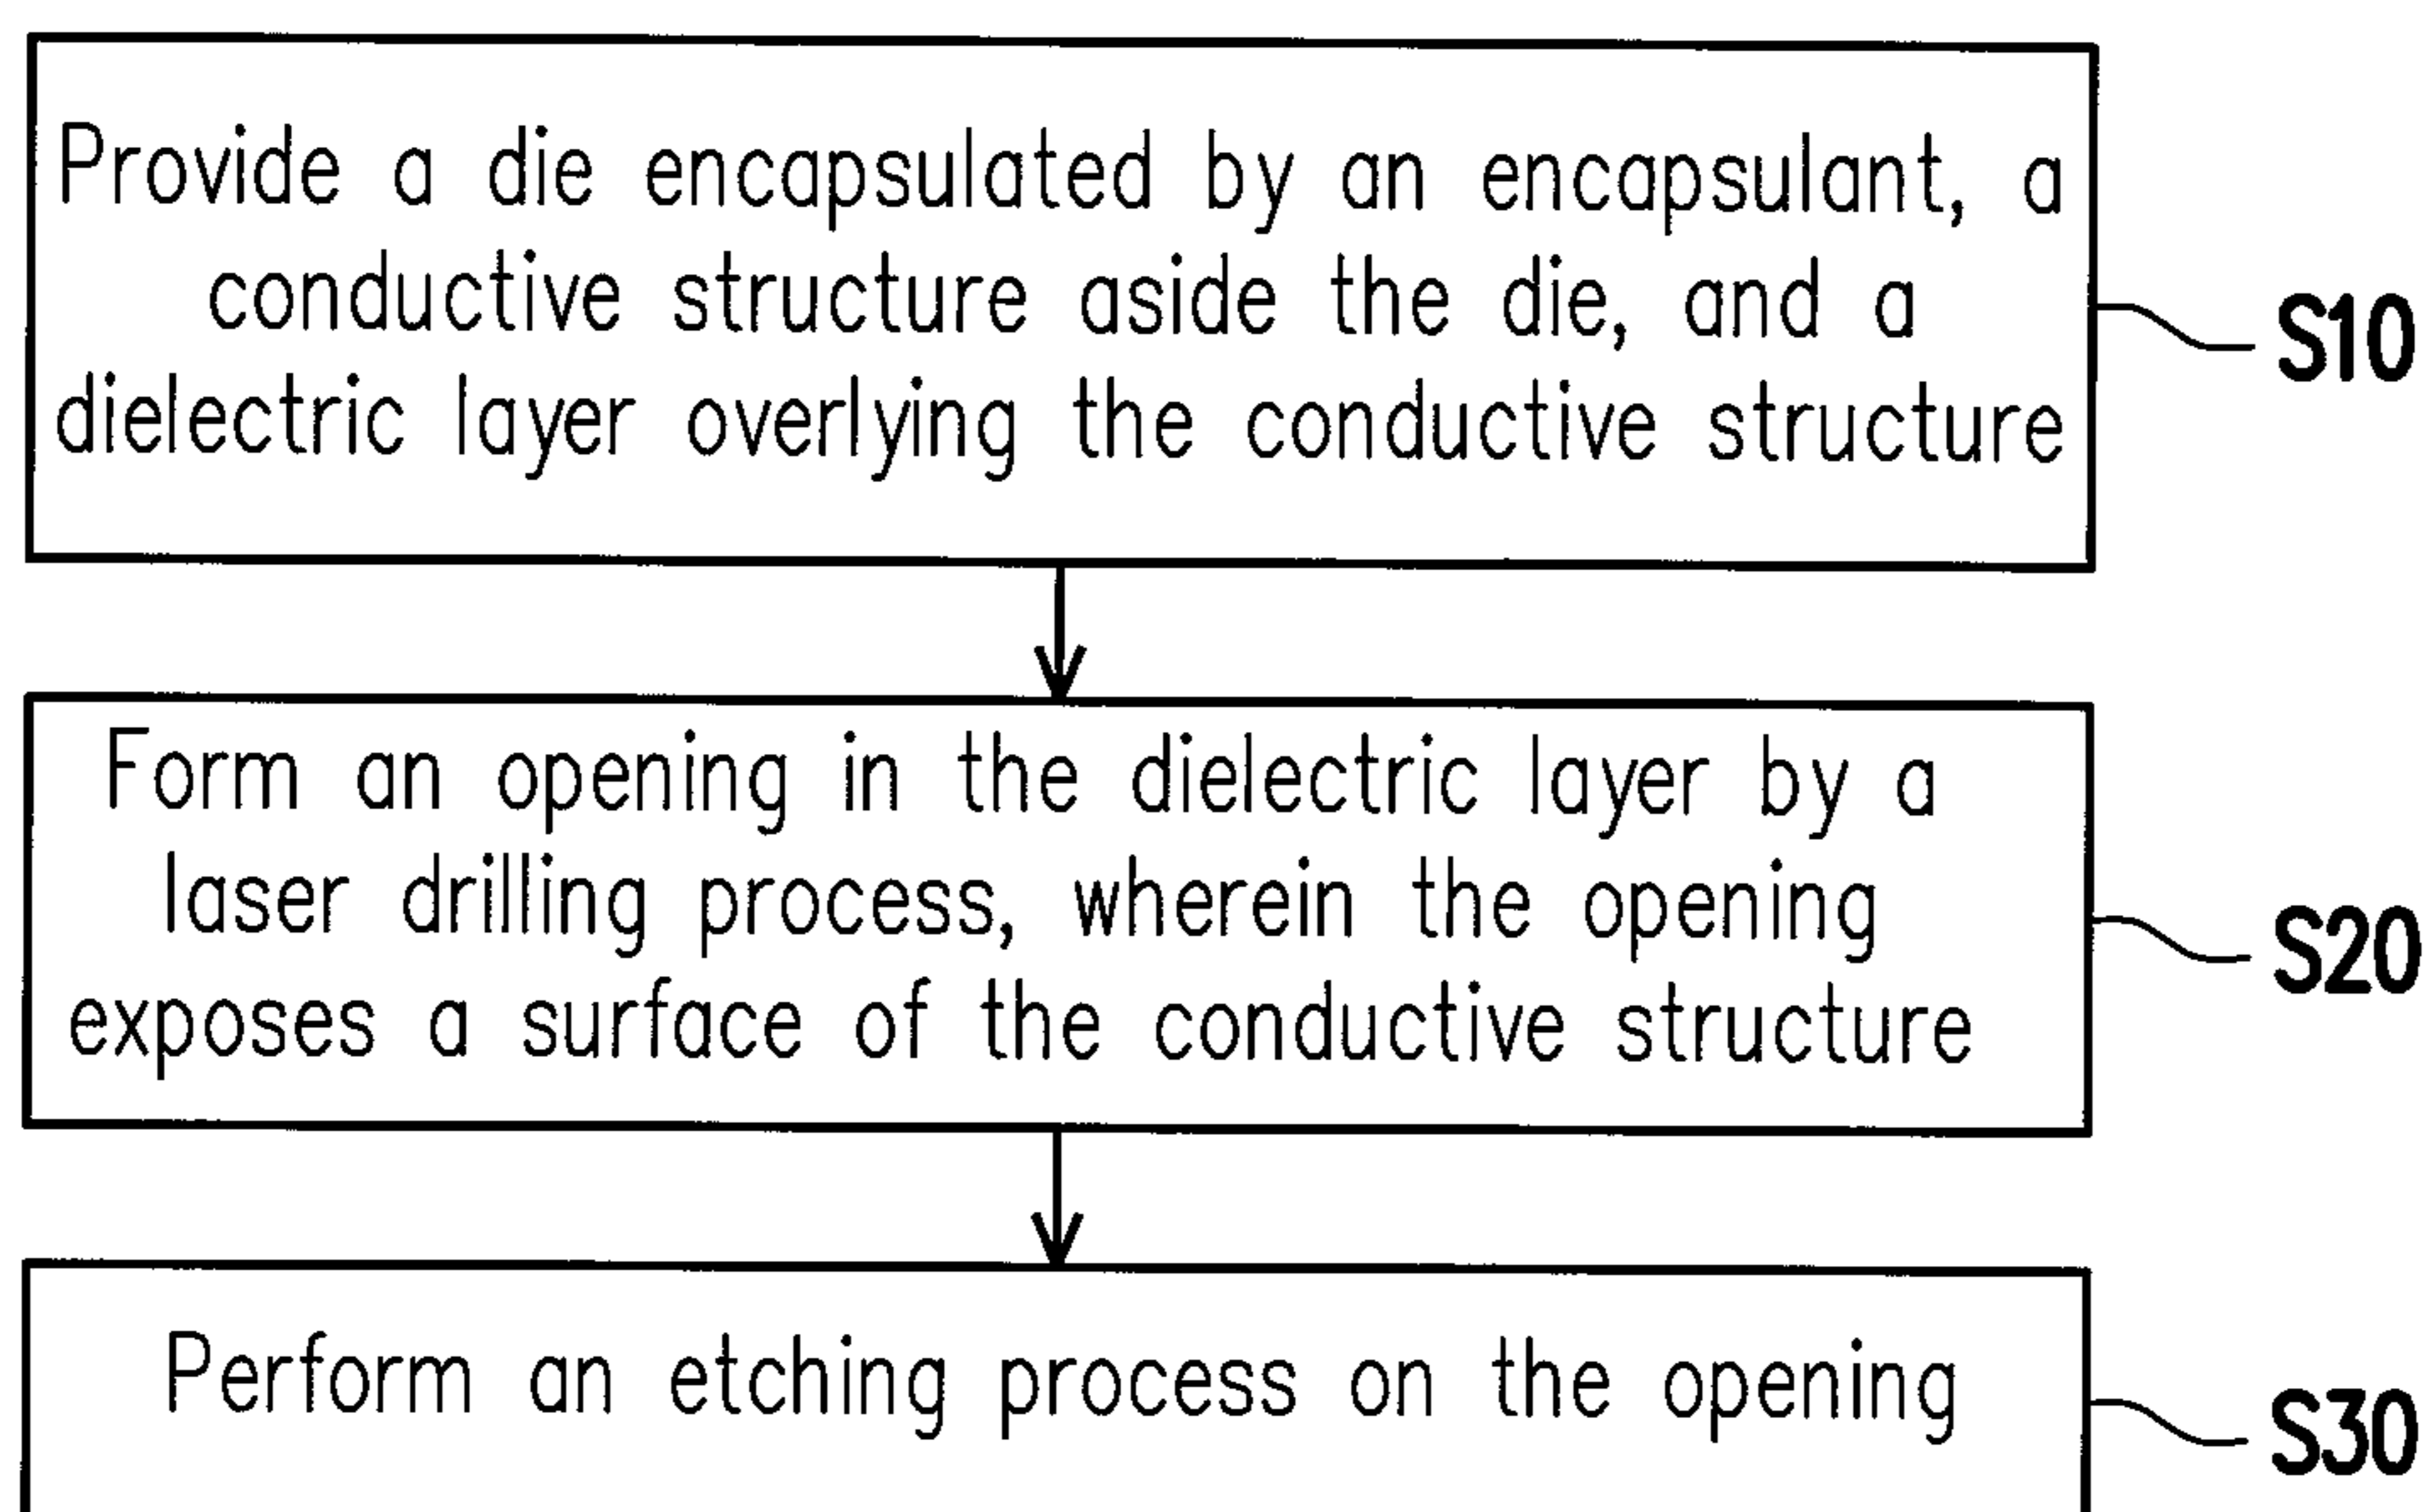 Provide a die encapsulated by an encapsulant, a
conductive structure aside the die, and a
dielectric layer overlying the conductive structure
S10
Form an opening in the dielectric layer by a
laser drilling process, wherein the opening
exposes a surface of the conductive structure
S20
Perform an etching process on the opening
S30